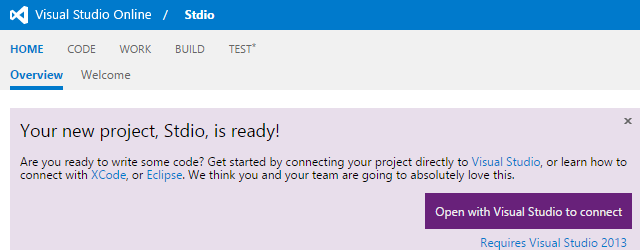 Visual Studio Online / Stdio
HOME CODE WORK BUILD TEST*
Overview Welcome
Your new project, Stdio, is ready!
Are you ready to write some code? Get started by connecting your project directly to Visual Studio, or learn how to
connect with XCode, or Eclipse. We think you and your team are going to absolutely love this.
Open with Visual Studio to connect
Requires Visual Studio 2013